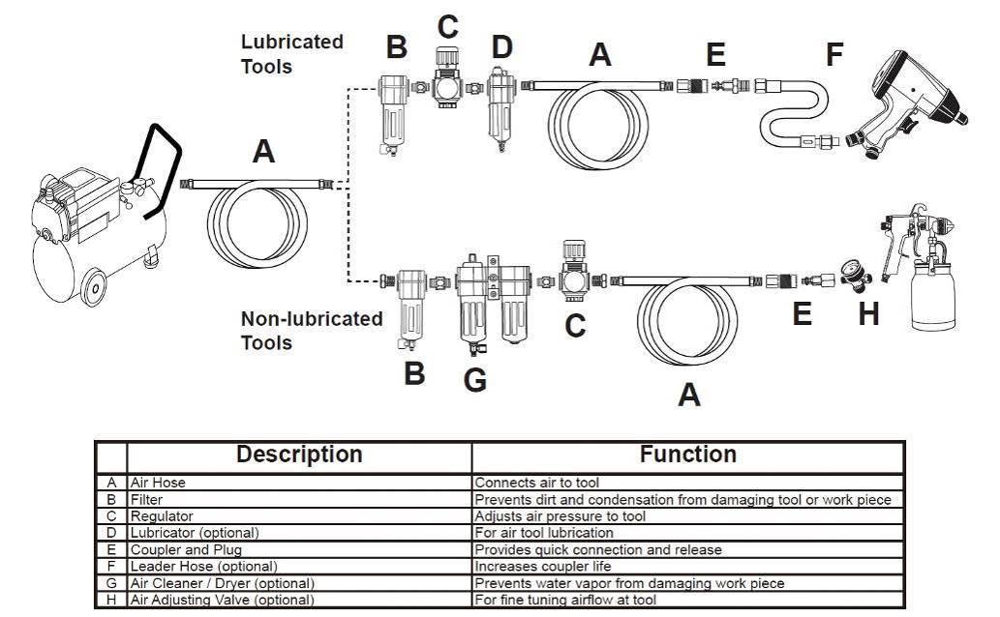 Lubricated
Tools
B
C
D
A
E
F
A
Non-lubricated
Tools
B
G
C
A
E
H
Description Function
A Air Hose Connects air to tool
B Filter Prevents dirt and condensation from damaging tool or work piece
C Regulator Adjusts air pressure to tool
D Lubricator (optional) For air tool lubrication
E Coupler and Plug Provides quick connection and release
F Leader Hose (optional) Increases coupler life
G Air Cleaner / Dryer (optional) Prevents water vapor from damaging work piece
H Air Adjusting Valve (optional) For fine tuning airflow at tool